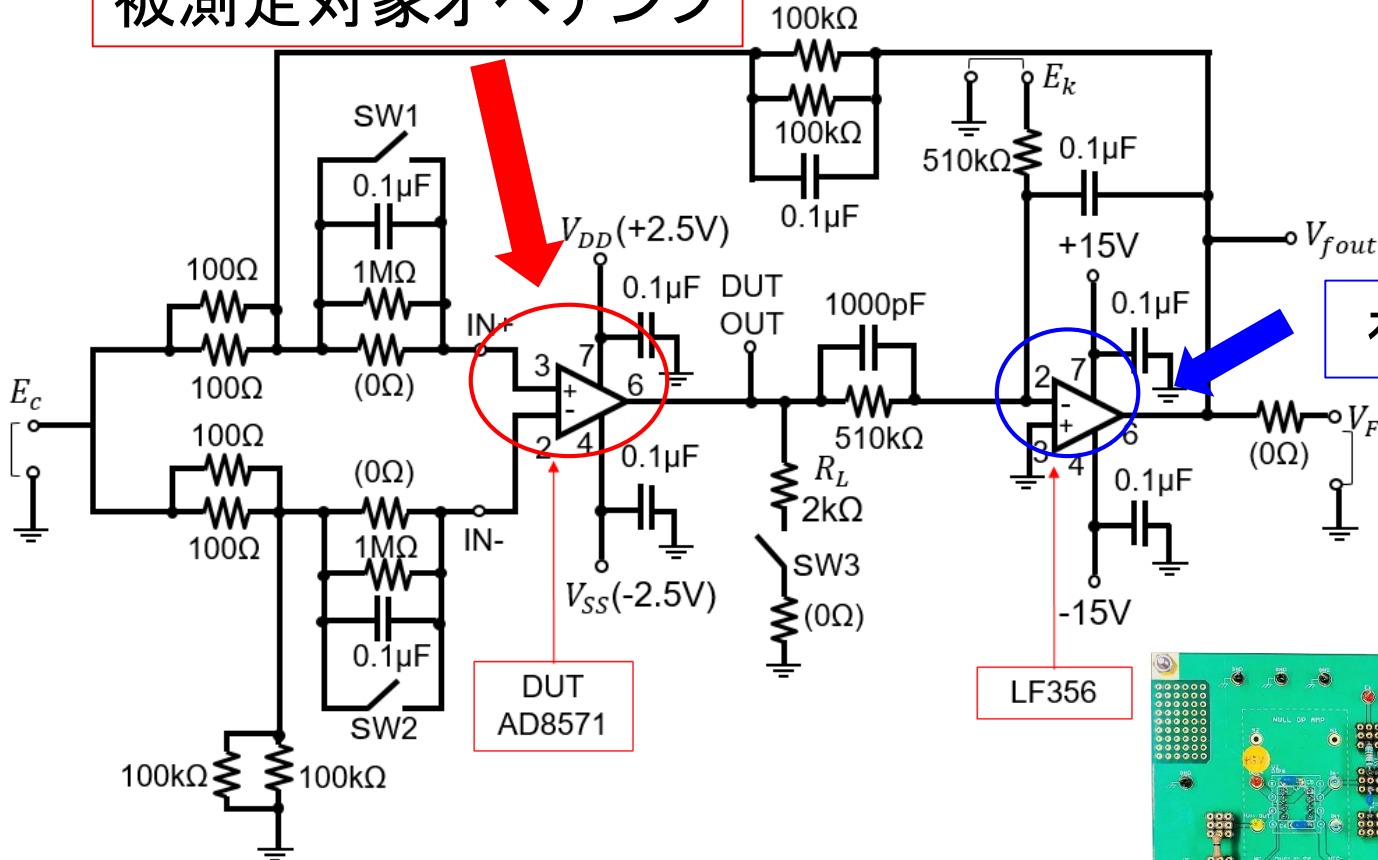 被測定対象オペアンプ
100kΩ
100kΩ
0.1µF
E_k
510kΩ
0.1µF
SW1
0.1µF
1MΩ
(0Ω)
V_DD(+2.5V)
0.1µF
DUT
OUT
1000pF
510kΩ
+15V
0.1µF
V_fout
100Ω
100Ω
IN+
3
7
+
-
6
2
4
2
7
-
+
6
3
4
E_c
100Ω
100Ω
(0Ω)
1MΩ
0.1µF
SW2
IN-
0.1µF
V_SS(-2.5V)
R_L
2kΩ
SW3
(0Ω)
0.1µF
-15V
(0Ω)
V_F
DUT
AD8571
LF356
100kΩ
100kΩ
NULL OP AMP